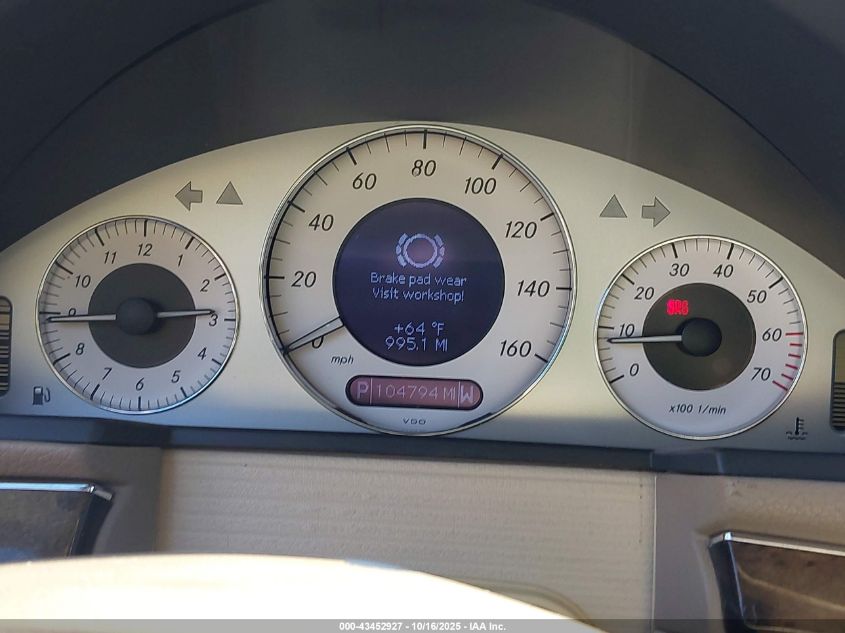 12
1
2
3
4
5
6
7
8
9
10
11
0
20
40
60
80
100
120
140
160
mph
Brake pad wear
Visit workshop!
+64 °F
995.1 MI
P 104794 MI W
VDO
0
10
20
30
40
50
60
70
SRS
x100 1/min
000-43452927 - 10/16/2025 - IAA Inc.